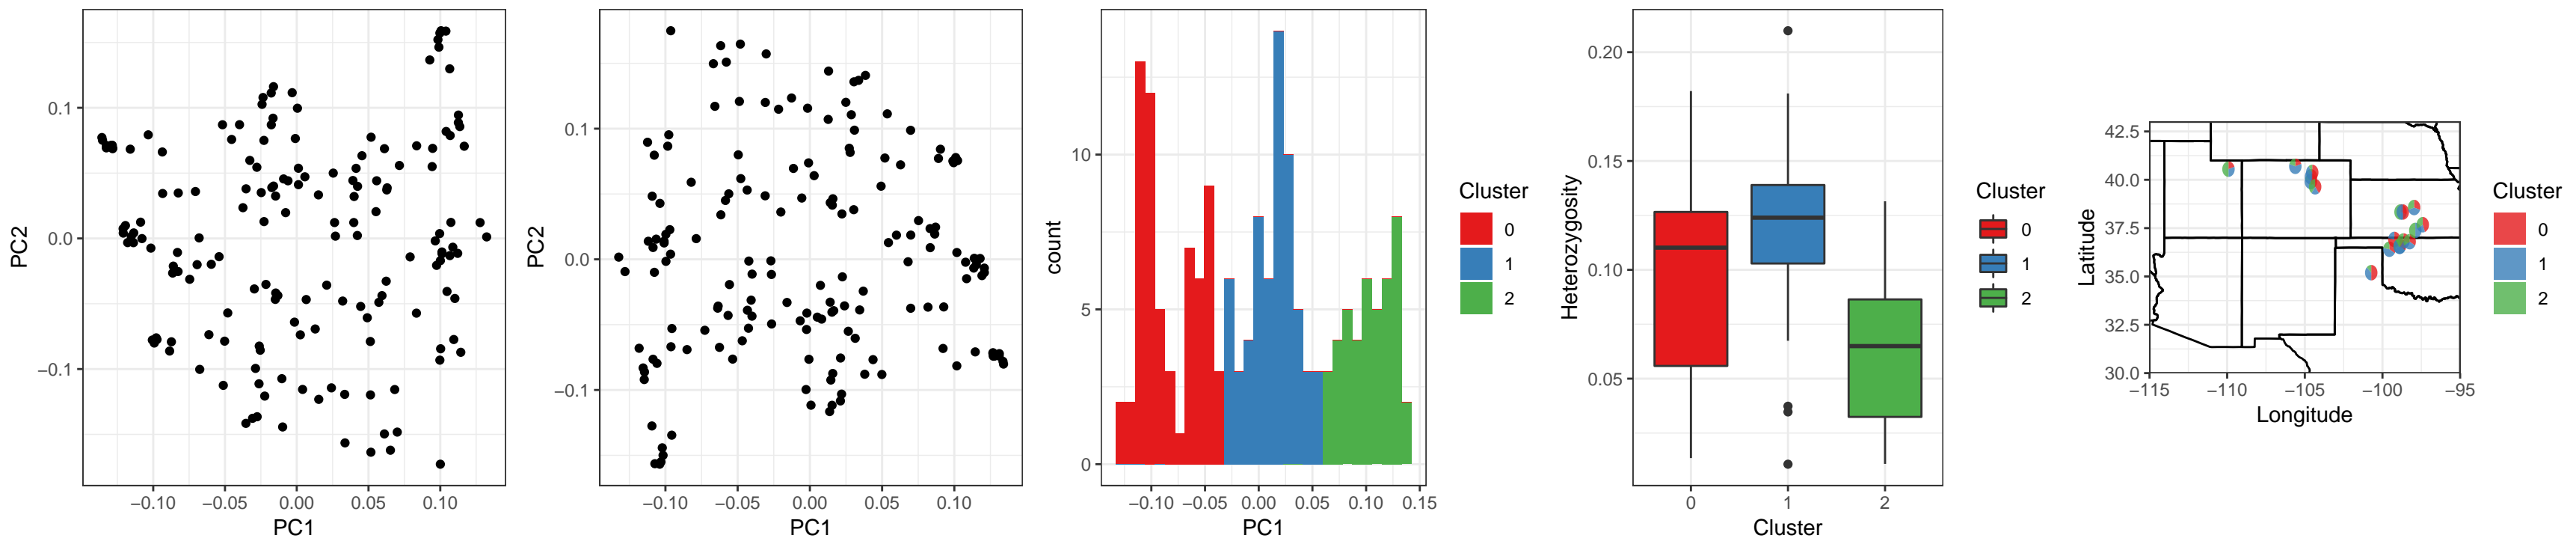 0.1
0.0
−0.1
PC2
−0.10 −0.05 0.00 0.05 0.10
PC1
0.1
0.0
−0.1
PC2
−0.10 −0.05 0.00 0.05 0.10
PC1
10
5
0
count
−0.10 −0.05 0.00 0.05 0.10 0.15
PC1
Cluster
0
1
2
0.20
0.15
0.10
0.05
Heterozygosity
0 1 2
Cluster
Cluster
0
1
2
42.5
40.0
37.5
35.0
32.5
30.0
Latitude
−115 −110 −105 −100 −95
Longitude
Cluster
0
1
2